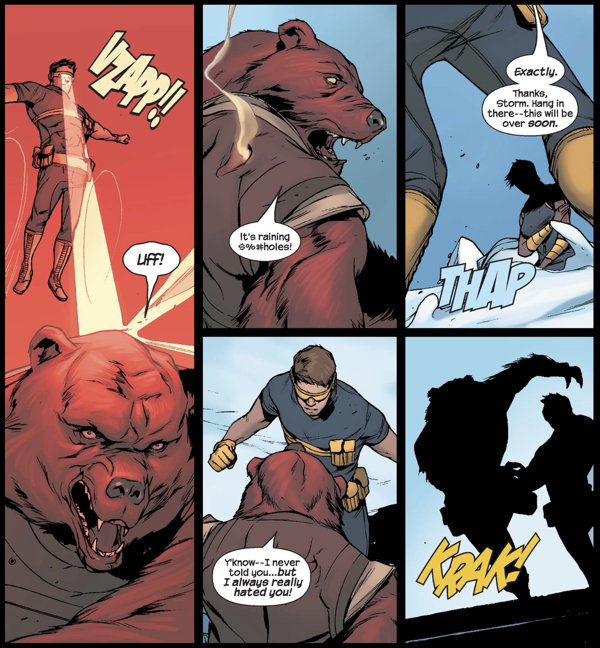 VZAPP!!
UFF!
It's raining
$%#holes!
Exactly.
Thanks,
Storm. Hang in
there--this will be
over soon.
THAP
Y'know--I never
told you...but
I always really
hated you!
KRAK!